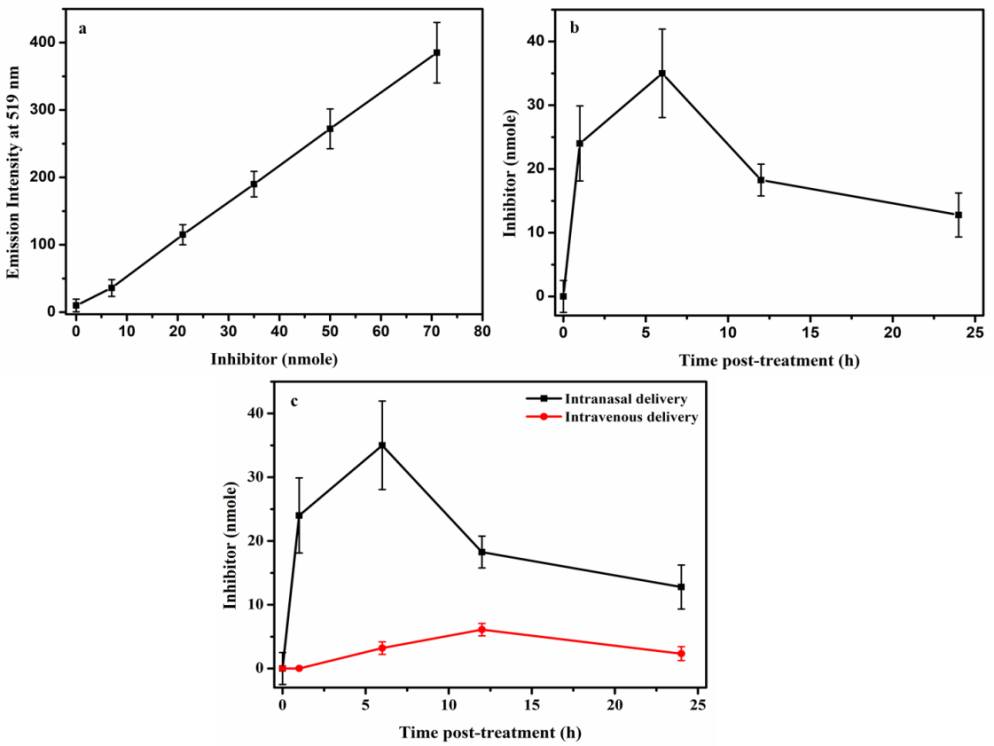 a
Emission Intensity at 519 nm
400
300
200
100
0
0 10 20 30 40 50 60 70 80
Inhibitor (nmole)
b
Inhibitor (nmole)
40
30
20
10
0
0 5 10 15 20 25
Time post-treatment (h)
c
Intranasal delivery
Intravenous delivery
Inhibitor (nmole)
40
30
20
10
0
0 5 10 15 20 25
Time post-treatment (h)